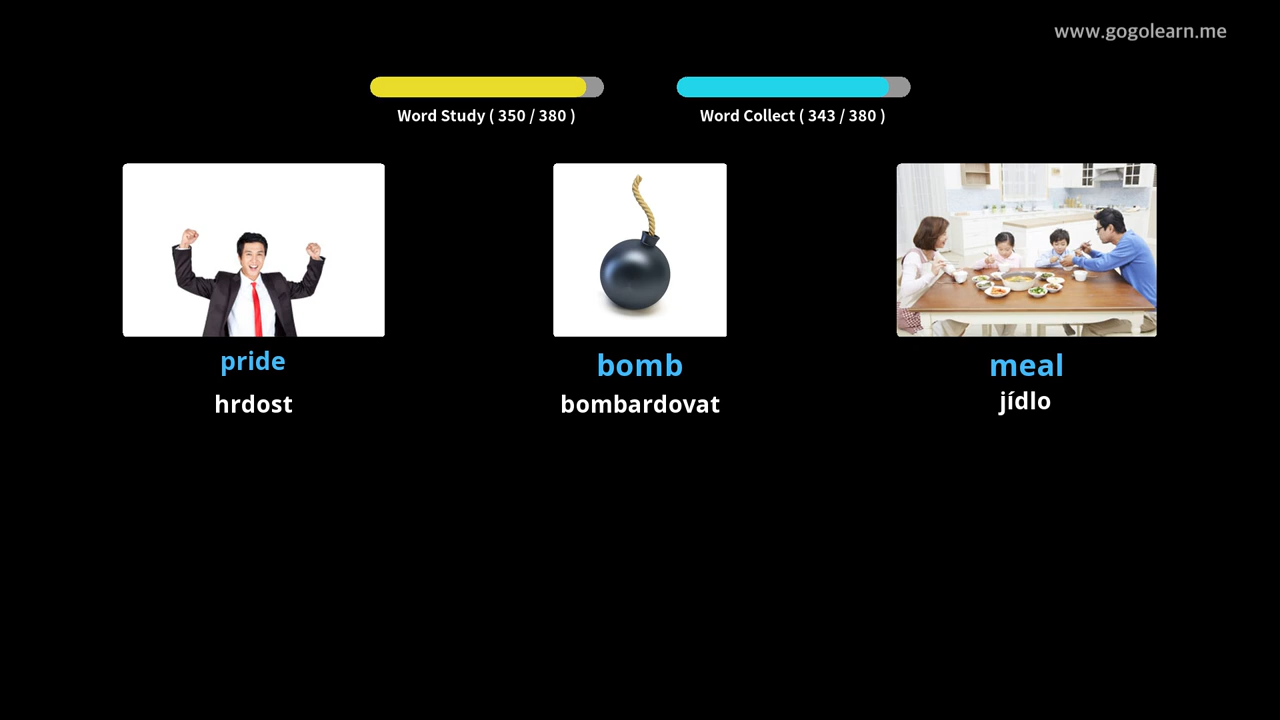 www.gogolearn.me
Word Study ( 350 / 380 )
Word Collect ( 343 / 380 )
pride
bomb
meal
hrdost
bombardovat
jídlo